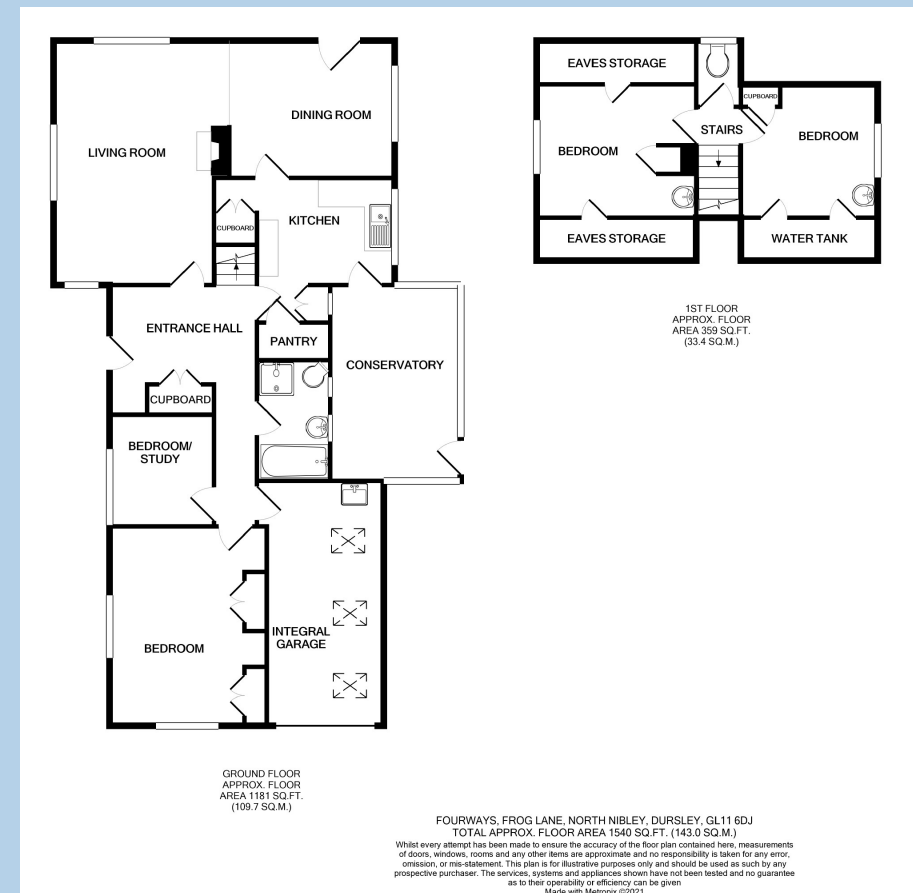 LIVING ROOM
DINING ROOM
KITCHEN
CUPBOARD
ENTRANCE HALL
PANTRY
CONSERVATORY
CUPBOARD
BEDROOM/
STUDY
BEDROOM
INTEGRAL
GARAGE
GROUND FLOOR
APPROX. FLOOR
AREA 1181 SQ.FT.
(109.7 SQ.M.)
EAVES STORAGE
CUPBOARD
STAIRS
BEDROOM
BEDROOM
EAVES STORAGE
WATER TANK
1ST FLOOR
APPROX. FLOOR
AREA 359 SQ.FT.
(33.4 SQ.M.)
FOURWAYS, FROG LANE, NORTH NIBLEY, DURSLEY, GL11 6DJ
TOTAL APPROX. FLOOR AREA 1540 SQ.FT. (143.0 SQ.M.)
Whilst every attempt has been made to ensure the accuracy of the floor plan contained here, measurements
of doors, windows, rooms and any other items are approximate and no responsibility is taken for any error,
omission, or mis-statement. This plan is for illustrative purposes only and should be used as such by any
prospective purchaser. The services, systems and appliances shown have not been tested and no guarantee
as to their operability or efficiency can be given
Made with Metropix ©2021